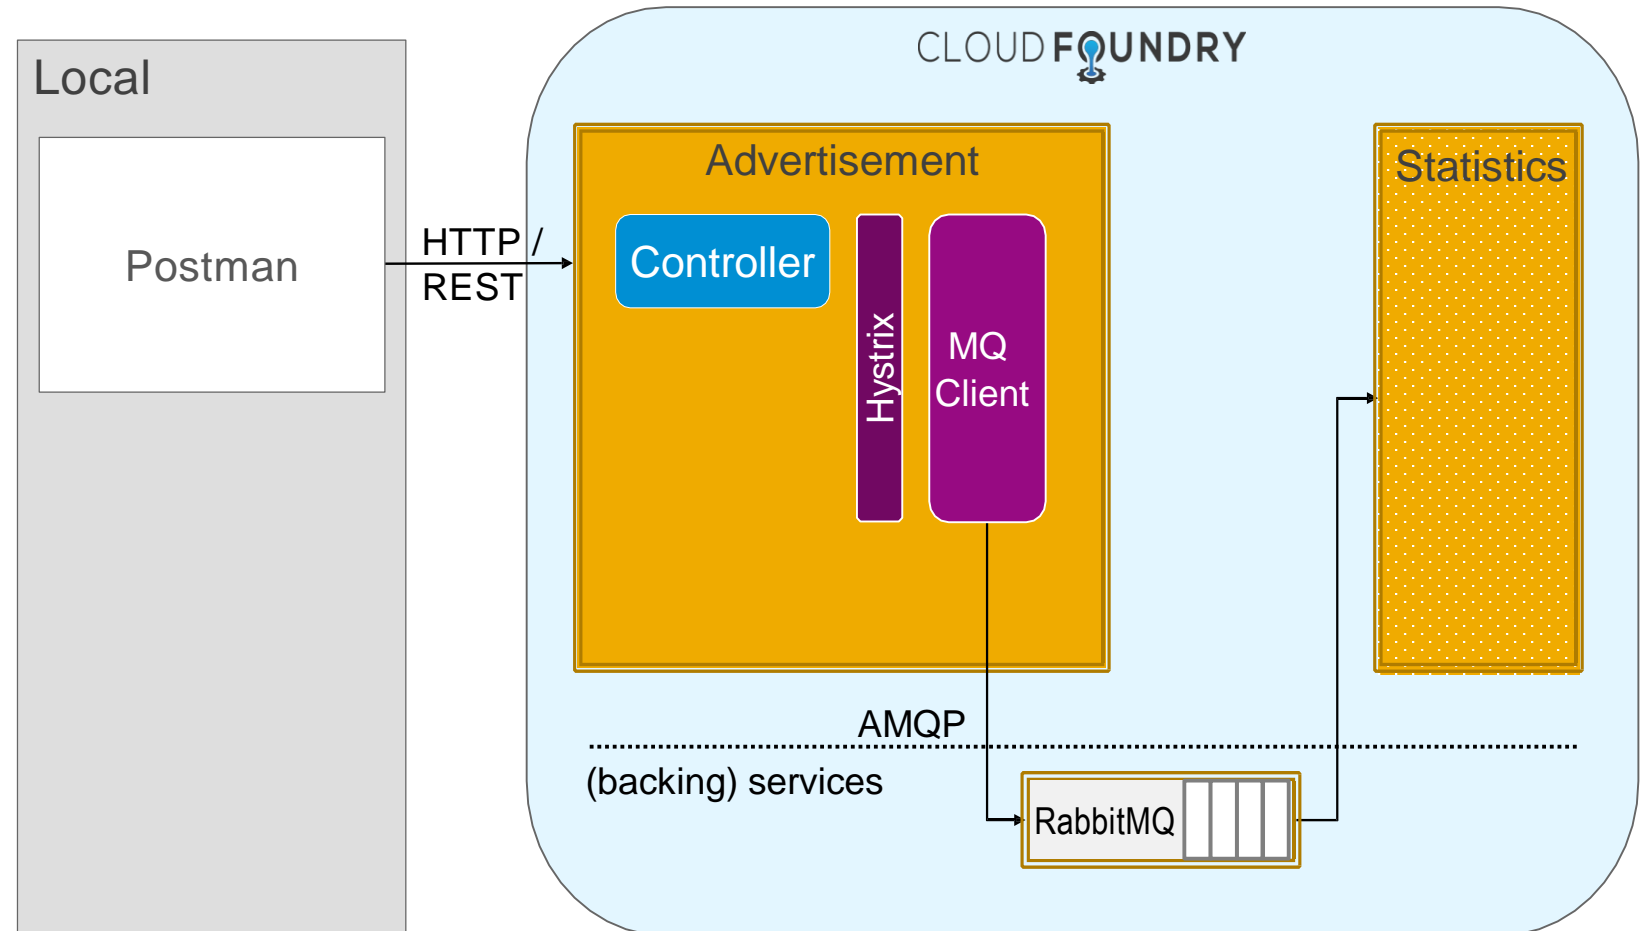 Local
Postman
HTTP /
REST
CLOUD FOUNDRY
Advertisement
Controller
Hystrix
MQ
Client
Statistics
AMQP
(backing) services
RabbitMQ